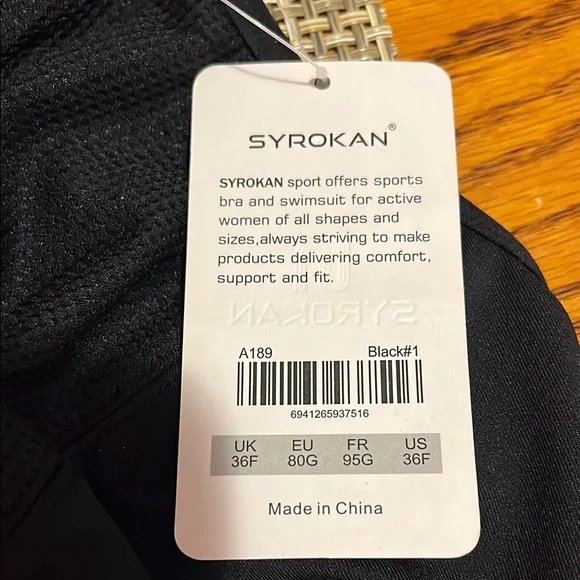 SYROKAN®
SYROKAN sport offers sports
bra and swimsuit for active
women of all shapes and
sizes,always striving to make
products delivering comfort,
support and fit.
SYROKAN
A189 Black#1
6941265937516
UK EU FR US
36F 80G 95G 36F
Made in China